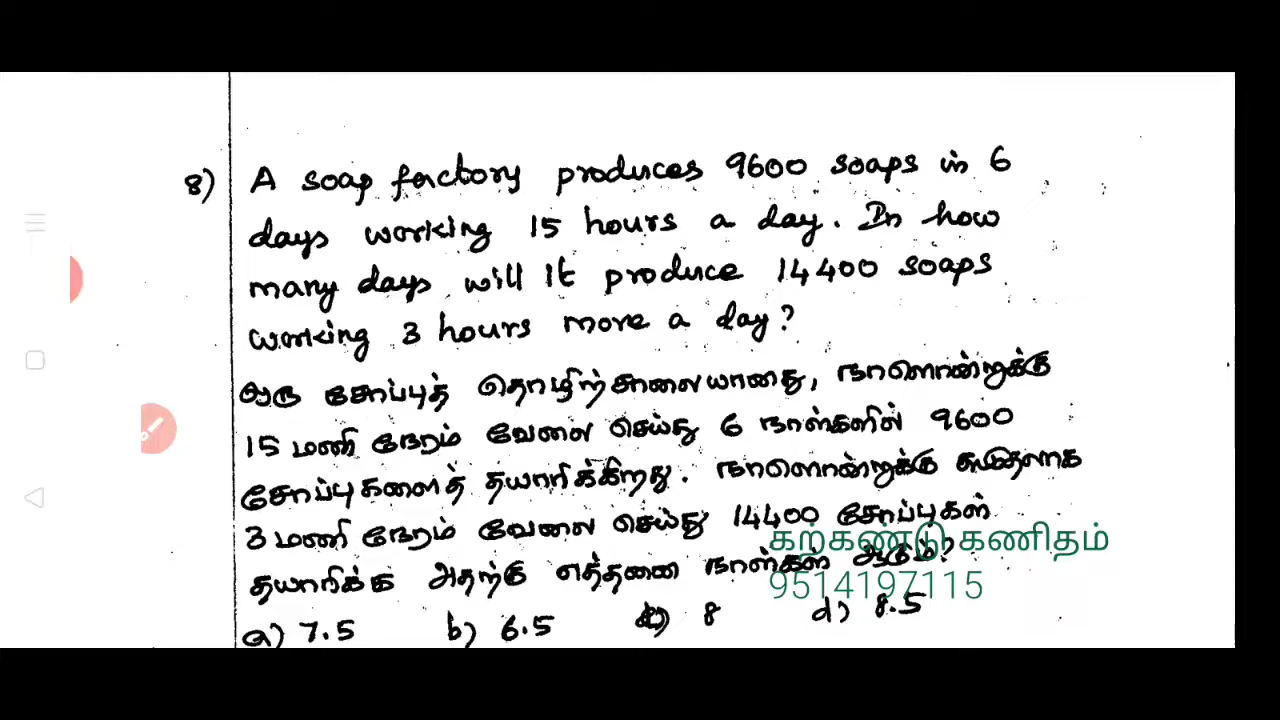 8) A soap factory produces 9600 soaps in 6
days working 15 hours a day. In how
many days will it produce 14400 soaps
working 3 hours more a day?
ஒரு சோப்புத் தொழிற்சாலையானது, நாளொன்றுக்கு
15 மணி நேரம் வேலை செய்து 6 நாள்களில் 9600
சோப்புகளைத் தயாரிக்கிறது. நாளொன்றுக்கு கூடுதலாக
3 மணி நேரம் வேலை செய்து 14400 சோப்புகள்
தயாரிக்க அதற்கு எத்தனை நாள்கள் ஆகும்?
கற்கண்டு கணிதம்
9514197115
a) 7.5 b) 6.5 c) 8 d) 8.5